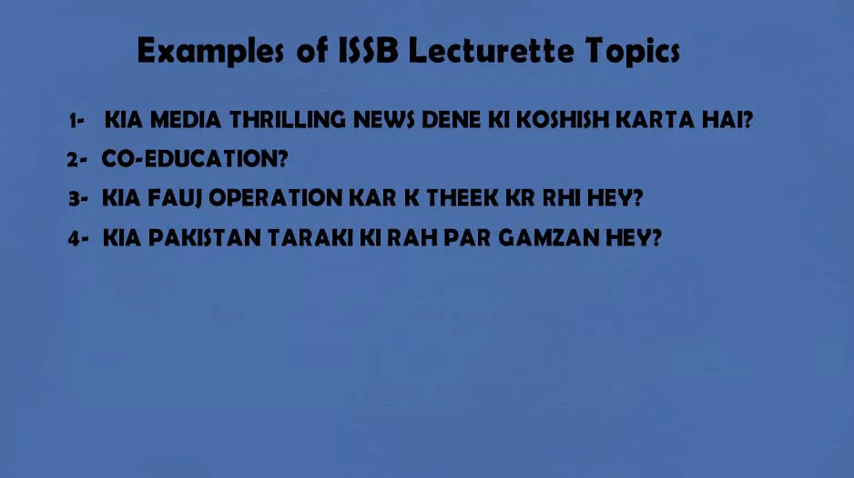 Examples of ISSB Lecturette Topics
1- KIA MEDIA THRILLING NEWS DENE KI KOSHISH KARTA HAI?
2- CO-EDUCATION?
3- KIA FAUJ OPERATION KAR K THEEK KR RHI HEY?
4- KIA PAKISTAN TARAKI KI RAH PAR GAMZAN HEY?